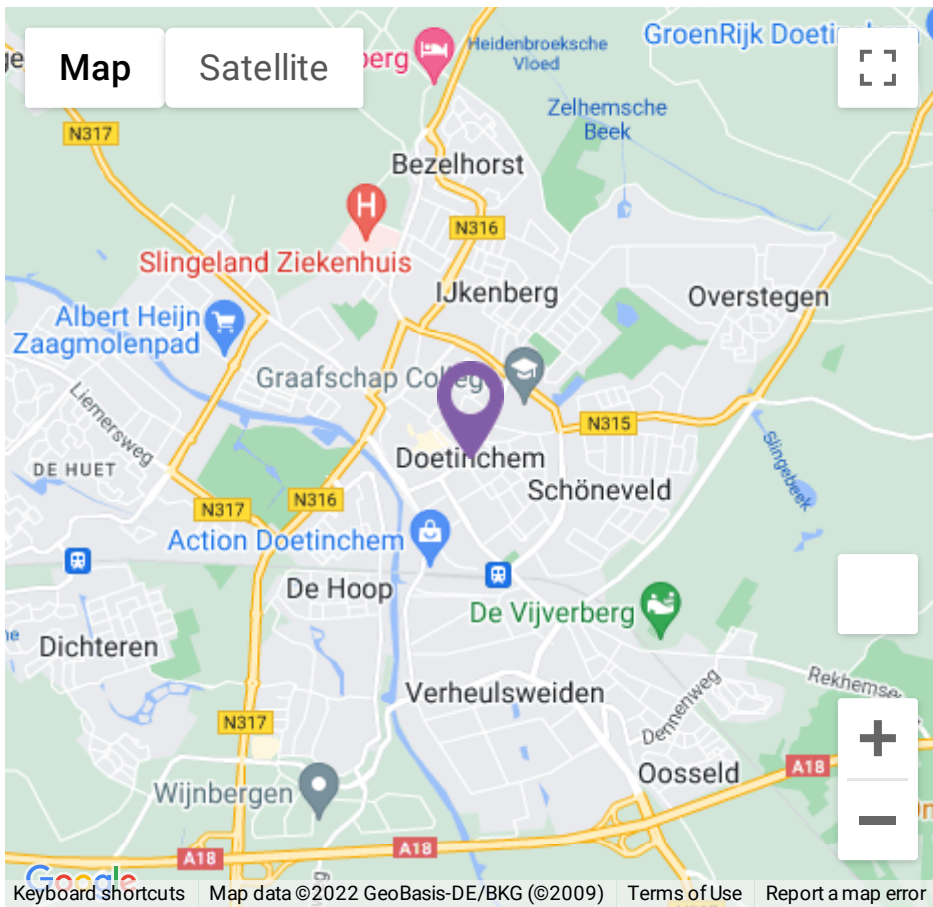 Map
Satellite
berg
Heidenbroeksche
Vloed
GroenRijk Doeti
N317
Zelhemsche
Beek
Bezelhorst
H
N316
Slingeland Ziekenhuis
IJkenberg
Overstegen
Albert Heijn
Zaagmolenpad
Graafschap Colleg
Liemersweg
N315
DE HUET
Doetinchem
Slingebeek
Schöneveld
N317
N316
Action Doetinchem
De Hoop
De Vijverberg
Dichteren
Rekhemse
Verheulsweiden
Dennenweg
N317
Oosseld
A18
Wijnbergen
A18
A18
Google
Keyboard shortcuts
Map data ©2022 GeoBasis-DE/BKG (©2009)
Terms of Use
Report a map error